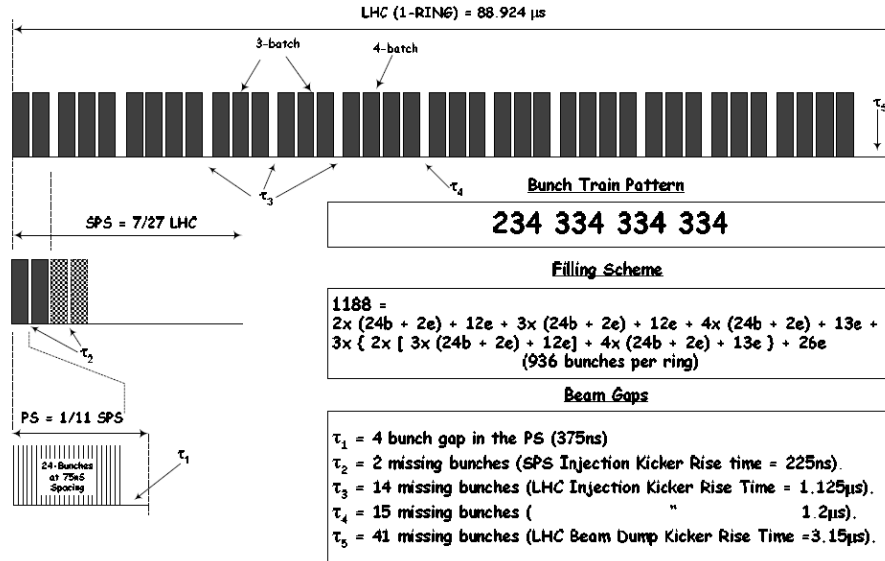 LHC (1-RING) = 88.924 µs
3-batch
4-batch
τ5
τ3
τ4
Bunch Train Pattern
234 334 334 334
SPS = 7/27 LHC
Filling Scheme
1188 =
2x (24b + 2e) + 12e + 3x (24b + 2e) + 12e + 4x (24b + 2e) + 13e +
3x { 2x [ 3x (24b + 2e) + 12e] + 4x (24b + 2e) + 13e } + 26e
(936 bunches per ring)
τ2
Beam Gaps
PS = 1/11 SPS
τ1
24-Bunches
at 75nS
Spacing
τ1 = 4 bunch gap in the PS (375ns)
τ2 = 2 missing bunches (SPS Injection Kicker Rise time = 225ns).
τ3 = 14 missing bunches (LHC Injection Kicker Rise Time = 1.125µs).
τ4 = 15 missing bunches ( " 1.2µs).
τ5 = 41 missing bunches (LHC Beam Dump Kicker Rise Time =3.15µs).